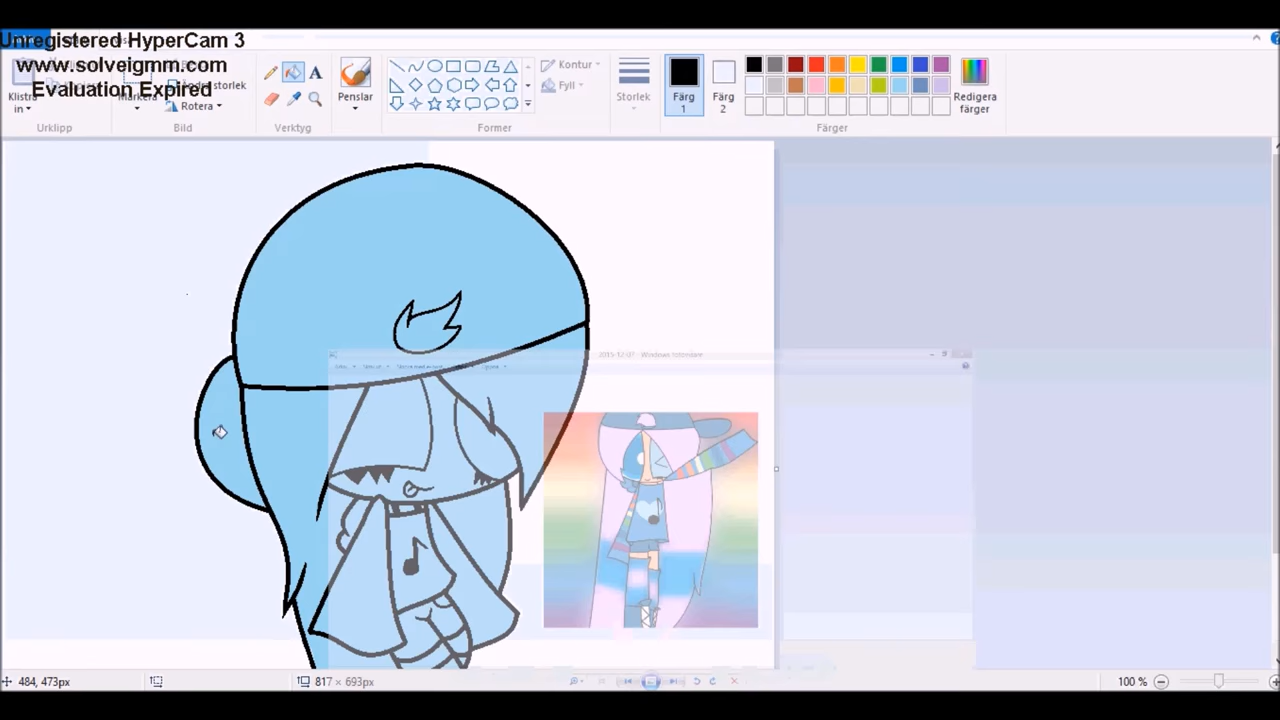 Unregistered HyperCam 3
www.solveigmm.com
Evaluation Expired
Klistra in
Ändra storlek
Markera
Rotera
Penslar
Kontur
Fyll
Storlek
Färg 1
Färg 2
Redigera färger
Urklipp
Bild
Verktyg
Former
Färger
484, 473px
817 × 693px
100 %